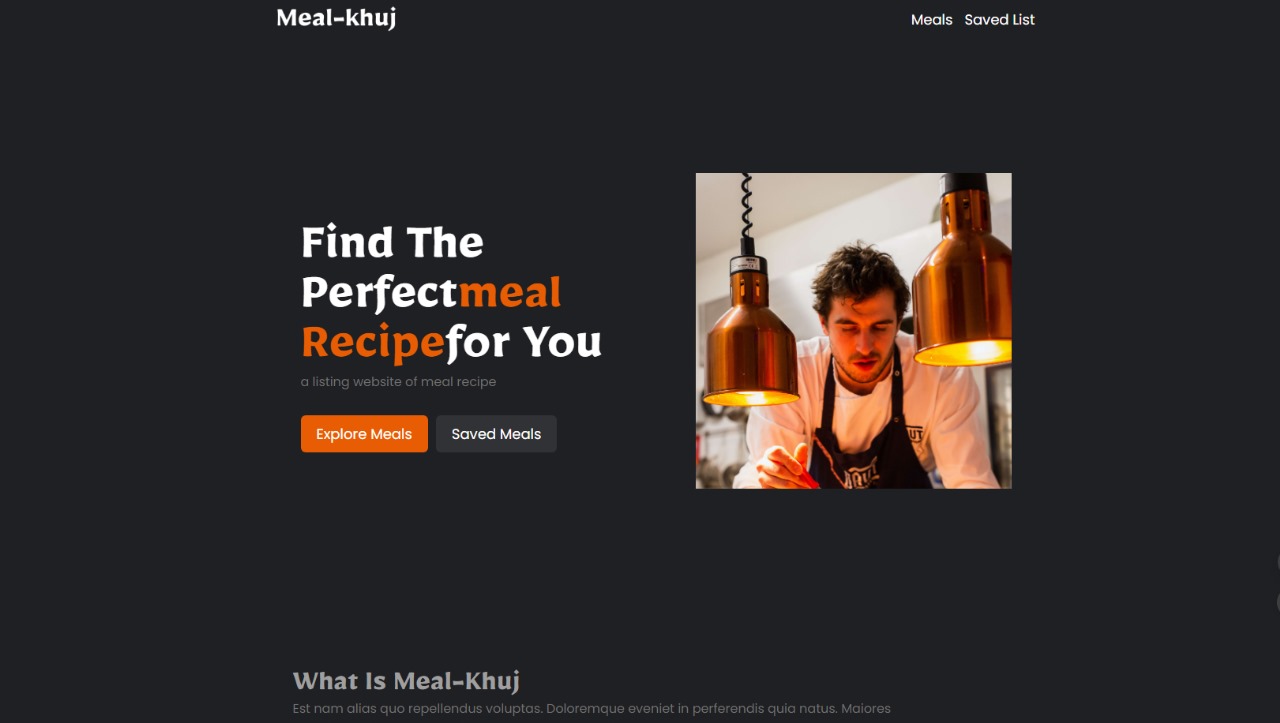 Meal-khuj
Meals Saved List
Find The
Perfectmeal
Recipefor You
a listing website of meal recipe
Explore Meals Saved Meals
What Is Meal-Khuj
Est nam alias quo repellendus voluptas. Doloremque eveniet in perferendis quia natus. Maiores